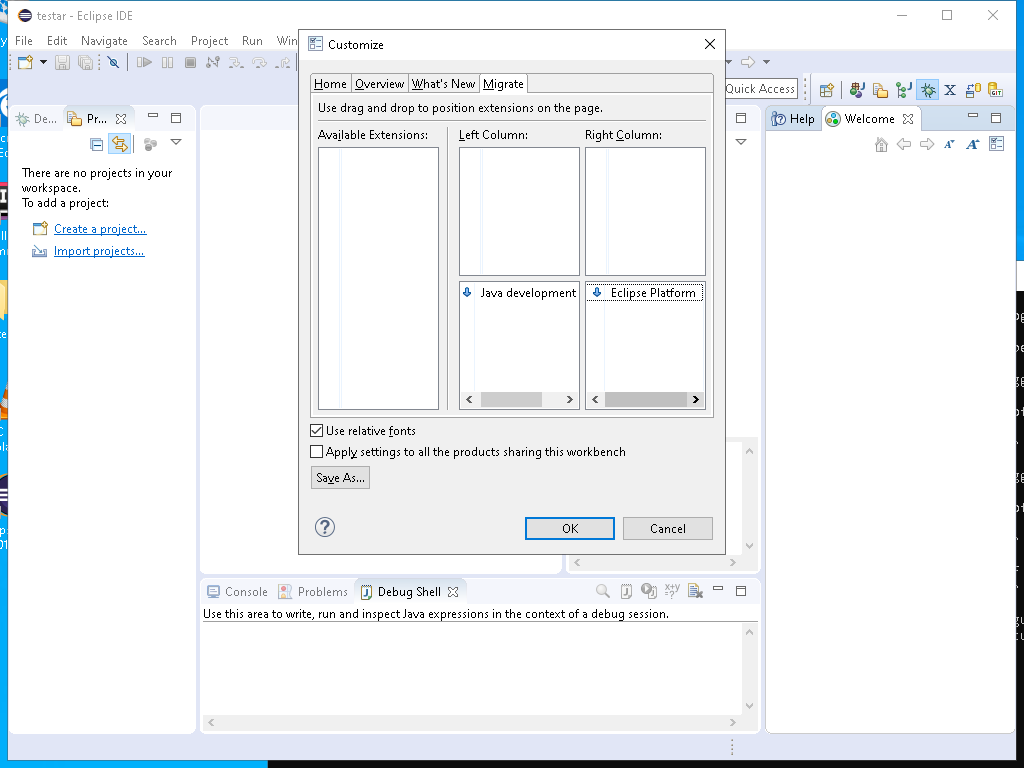 testar - Eclipse IDE
File Edit Navigate Search Project Run Win
Quick Access
De... Pr...
Help Welcome
There are no projects in your
workspace.
To add a project:
Create a project...
Import projects...
Customize
Home Overview What's New Migrate
Use drag and drop to position extensions on the page.
Available Extensions: Left Column: Right Column:
Java development Eclipse Platform
Use relative fonts
Apply settings to all the products sharing this workbench
Save As...
OK Cancel
Console Problems Debug Shell
Use this area to write, run and inspect Java expressions in the context of a debug session.